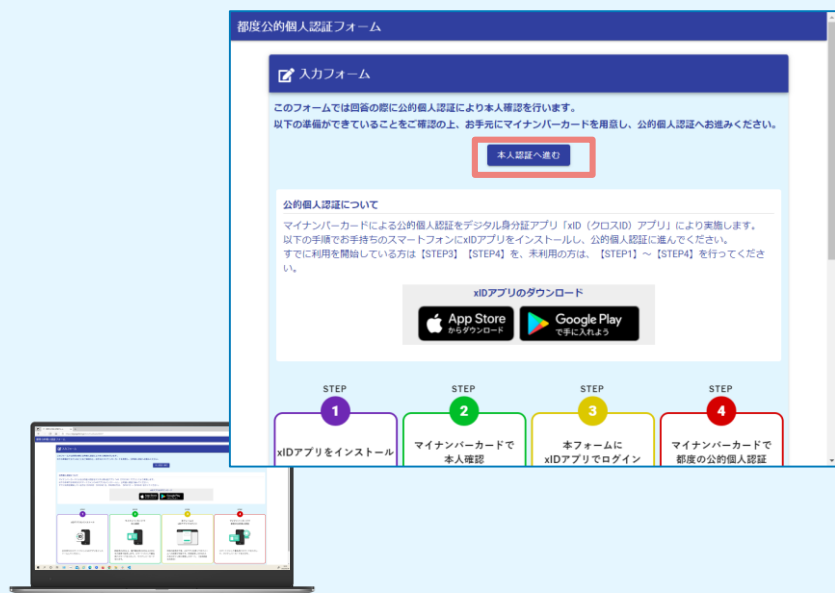 都度公的個人認証フォーム
入力フォーム
このフォームでは回答の際に公的個人認証により本人確認を行います。
以下の準備ができていることをご確認の上、お手元にマイナンバーカードを用意し、公的個人認証へお進みください。
本人認証へ進む
公的個人認証について
マイナンバーカードによる公的個人認証をデジタル身分証アプリ「xID（クロスID）アプリ」により実施します。
以下の手順でお手持ちのスマートフォンにxIDアプリをインストールし、公的個人認証に進んでください。
すでに利用を開始している方は【STEP3】【STEP4】を、未利用の方は、【STEP1】～【STEP4】を行ってくださ
い。
xIDアプリのダウンロード
App Store
からダウンロード
Google Play
で手に入れよう
STEP
1
xIDアプリをインストール
STEP
2
マイナンバーカードで
本人確認
STEP
3
本フォームに
xIDアプリでログイン
STEP
4
マイナンバーカードで
都度の公的個人認証